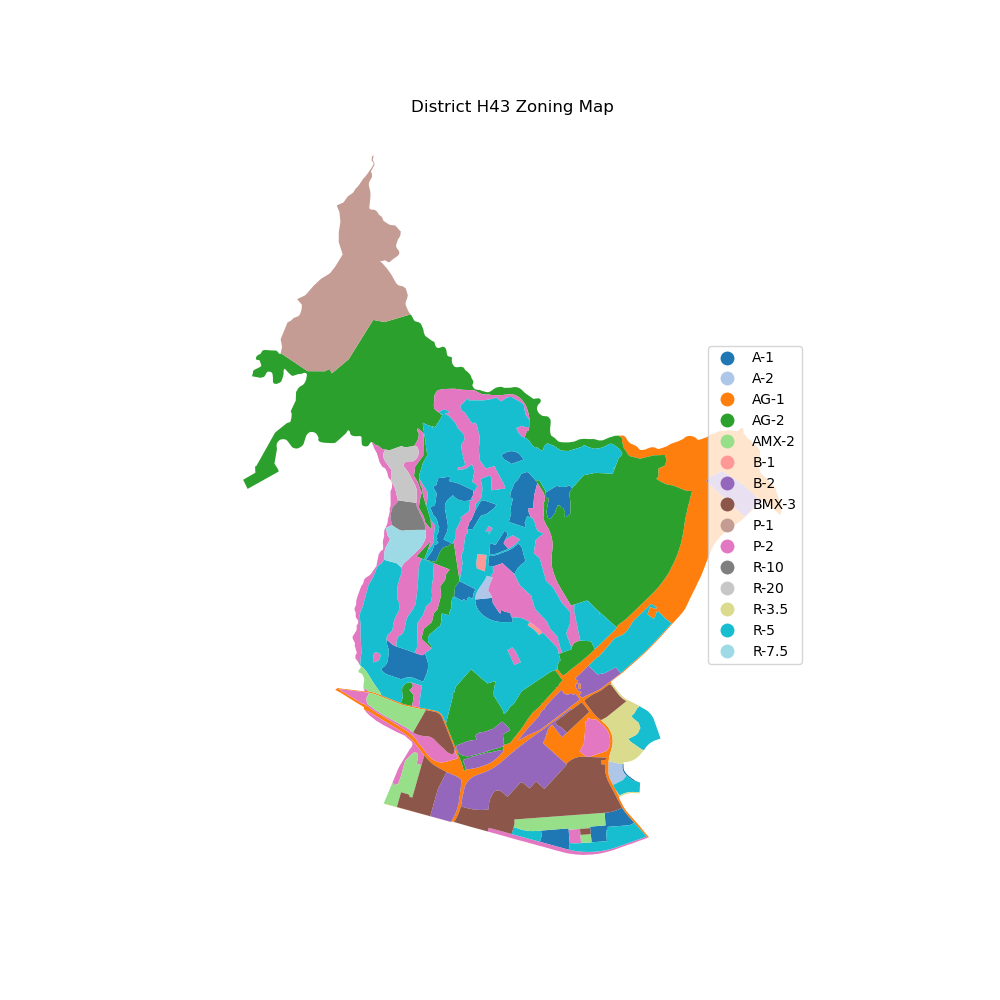 District H43 Zoning Map
A-1
A-2
AG-1
AG-2
AMX-2
B-1
B-2
BMX-3
P-1
P-2
R-10
R-20
R-3.5
R-5
R-7.5